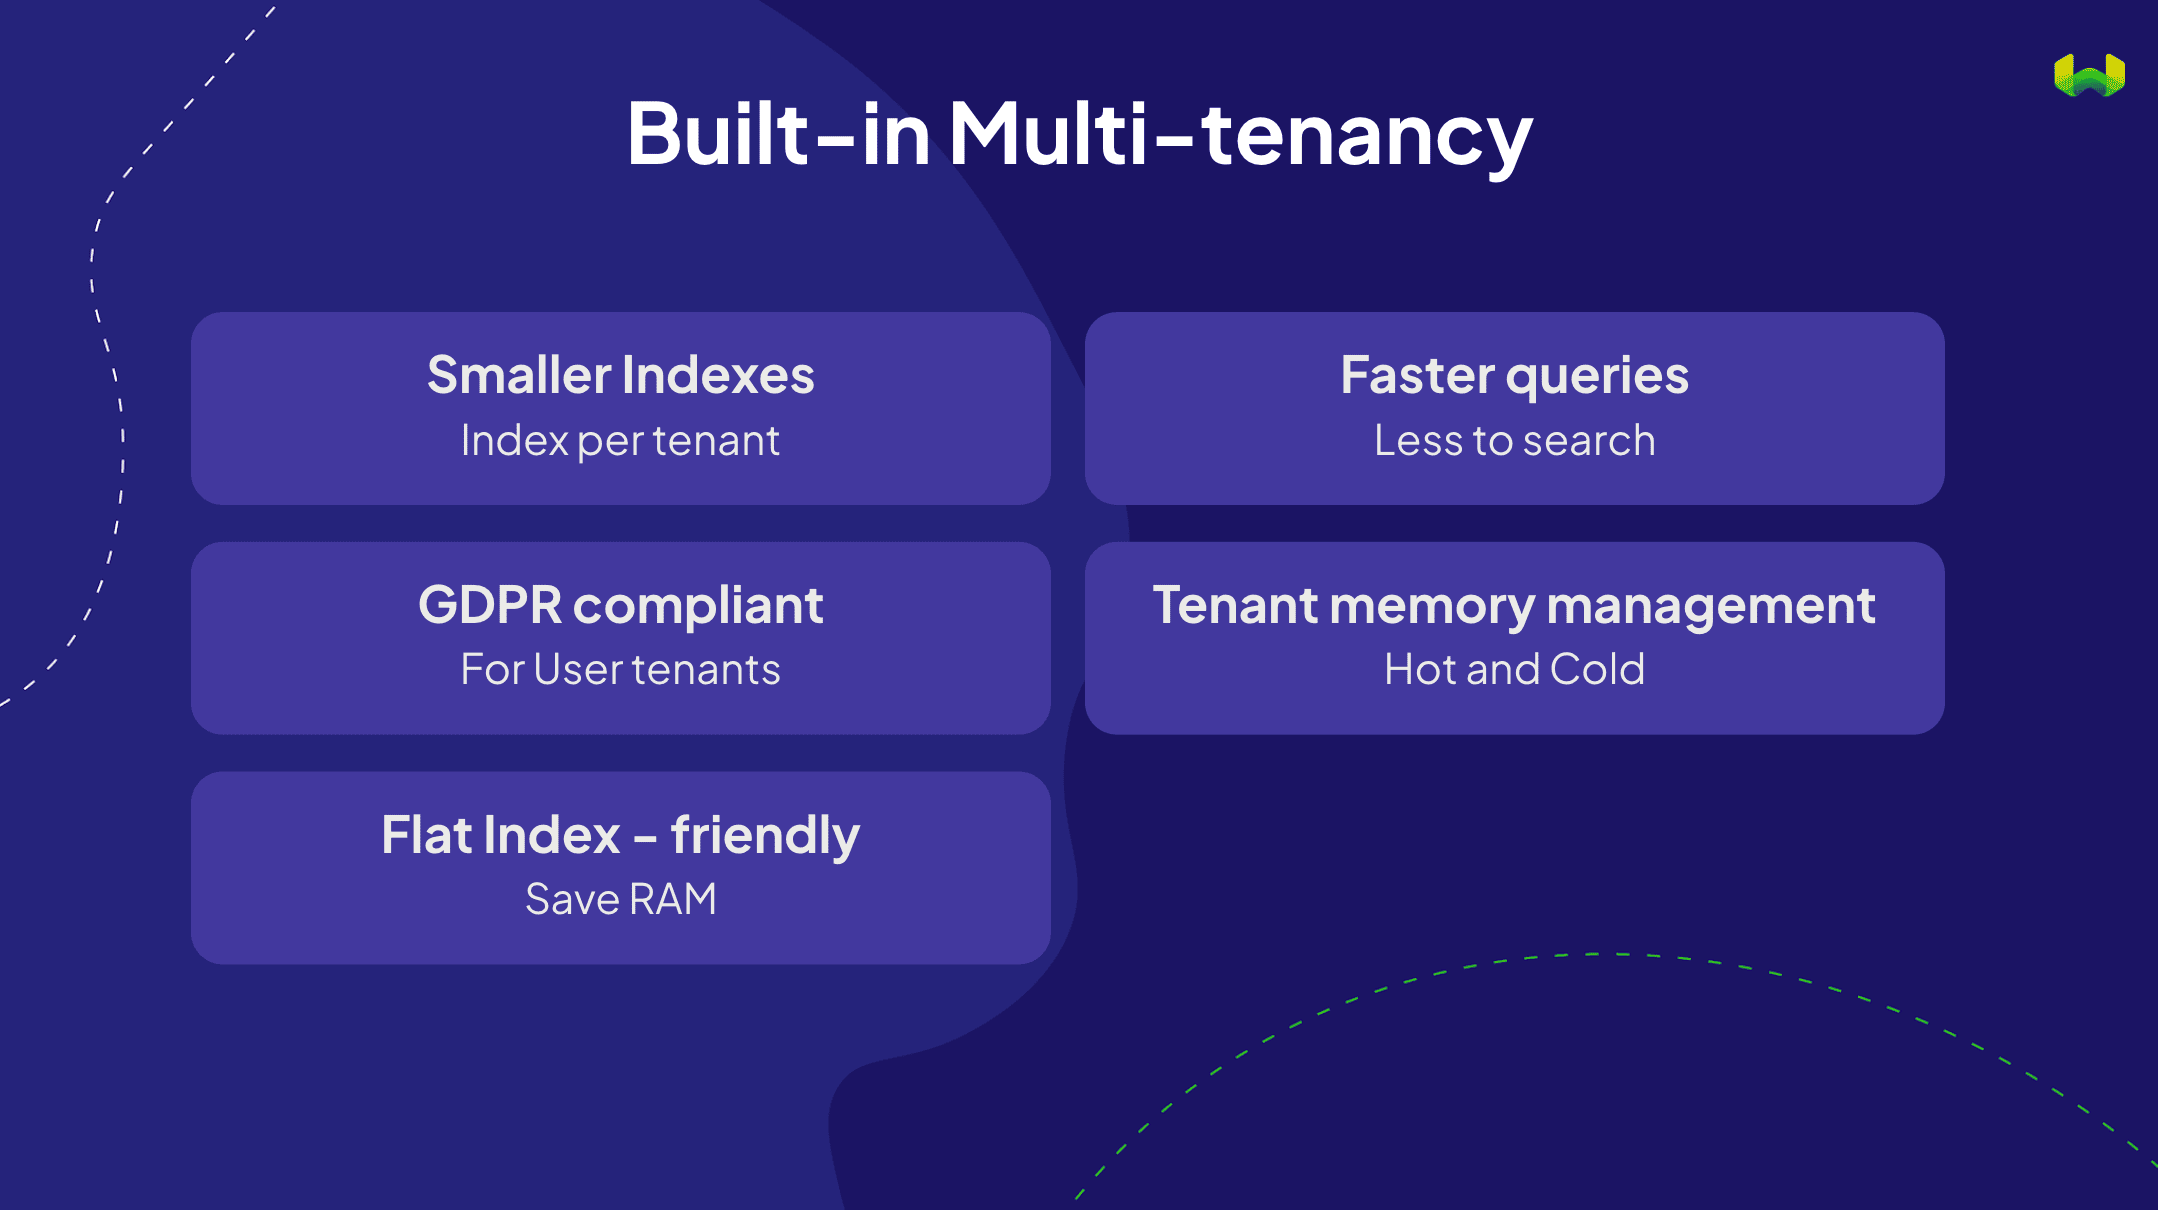 Built-in Multi-tenancy
Smaller Indexes
Index per tenant
Faster queries
Less to search
GDPR compliant
For User tenants
Tenant memory management
Hot and Cold
Flat Index - friendly
Save RAM